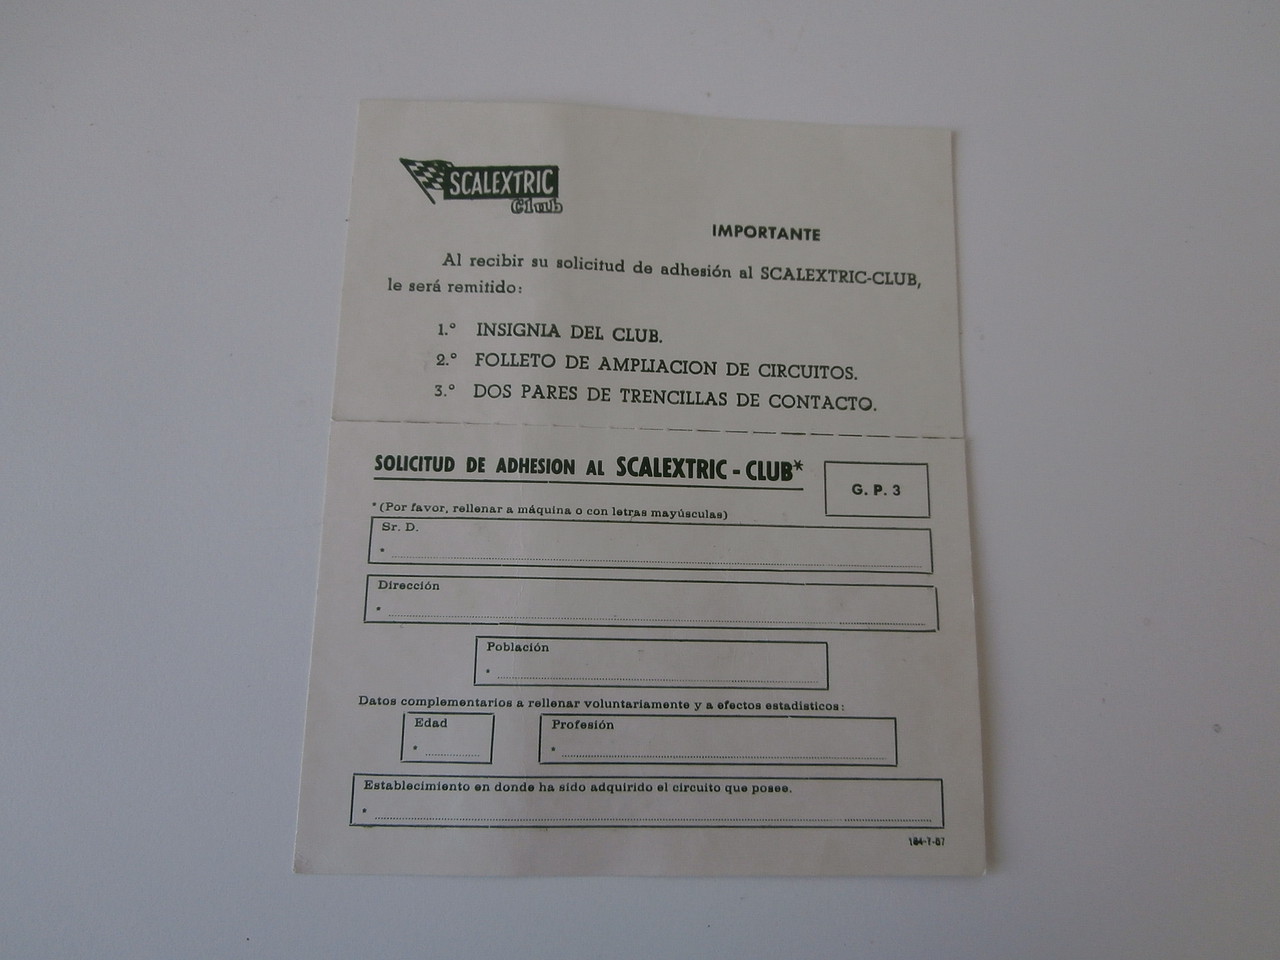 SCALEXTRIC
Club
IMPORTANTE
Al recibir su solicitud de adhesión al SCALEXTRIC-CLUB,
le será remitido:
1.º INSIGNIA DEL CLUB.
2.º FOLLETO DE AMPLIACION DE CIRCUITOS.
3.º DOS PARES DE TRENCILLAS DE CONTACTO.
SOLICITUD DE ADHESION AL SCALEXTRIC - CLUB*
G. P. 3
* (Por favor, rellenar a máquina o con letras mayúsculas)
Sr. D.
Dirección
Población
Datos complementarios a rellenar voluntariamente y a efectos estadísticos:
Edad
Profesión
Establecimiento en donde ha sido adquirido el circuito que posee.